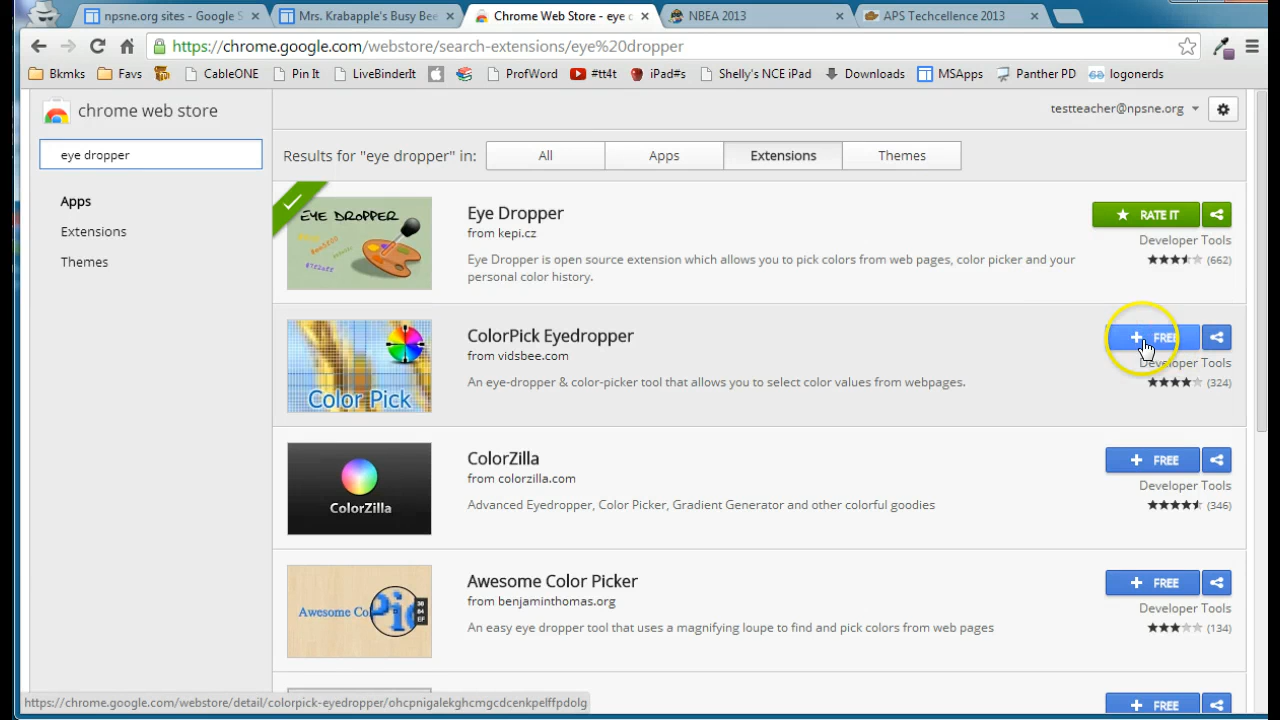 npsne.org sites - Google S
Mrs. Krabapple's Busy Bee
Chrome Web Store - eye d
NBEA 2013
APS Techcellence 2013
https://chrome.google.com/webstore/search-extensions/eye%20dropper
Bkmks
Favs
CableONE
Pin It
LiveBinderIt
ProfWord
#tt4t
iPad#s
Shelly's NCE iPad
Downloads
MSApps
Panther PD
logonerds
chrome web store
testteacher@npsne.org
eye dropper
Results for "eye dropper" in:
All
Apps
Extensions
Themes
Apps
Extensions
Themes
EYE DROPPER
Eye Dropper
from kepi.cz
Eye Dropper is open source extension which allows you to pick colors from web pages, color picker and your
personal color history.
RATE IT
Developer Tools
(662)
Color Pick
ColorPick Eyedropper
from vidsbee.com
An eye-dropper & color-picker tool that allows you to select color values from webpages.
FREE
Developer Tools
(324)
ColorZilla
ColorZilla
from colorzilla.com
Advanced Eyedropper, Color Picker, Gradient Generator and other colorful goodies
FREE
Developer Tools
(346)
Awesome Co
Pic
Awesome Color Picker
from benjaminthomas.org
An easy eye dropper tool that uses a magnifying loupe to find and pick colors from web pages
FREE
Developer Tools
(134)
FREE
https://chrome.google.com/webstore/detail/colorpick-eyedropper/ohcpnigalekghcmgcdcenkpelffpdolg